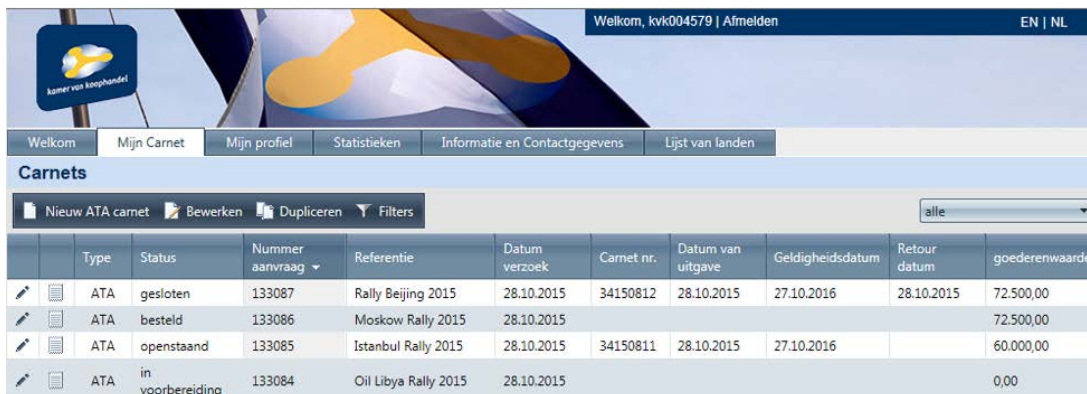 Welkom, kvk004579 | Afmelden EN | NL
kamer van koophandel
Welkom Mijn Carnet Mijn profiel Statistieken Informatie en Contactgegevens Lijst van landen
Carnets
Nieuw ATA carnet Bewerken Dupliceren Filters alle
Type Status Nummer aanvraag Referentie Datum verzoek Carnet nr. Datum van uitgave Geldigheidsdatum Retour datum goederenwaarde
ATA gesloten 133087 Rally Beijing 2015 28.10.2015 34150812 28.10.2015 27.10.2016 28.10.2015 72.500,00
ATA besteld 133086 Moskow Rally 2015 28.10.2015 72.500,00
ATA openstaand 133085 Istanbul Rally 2015 28.10.2015 34150811 28.10.2015 27.10.2016 60.000,00
ATA in voorbereiding 133084 Oil Libya Rally 2015 28.10.2015 0,00